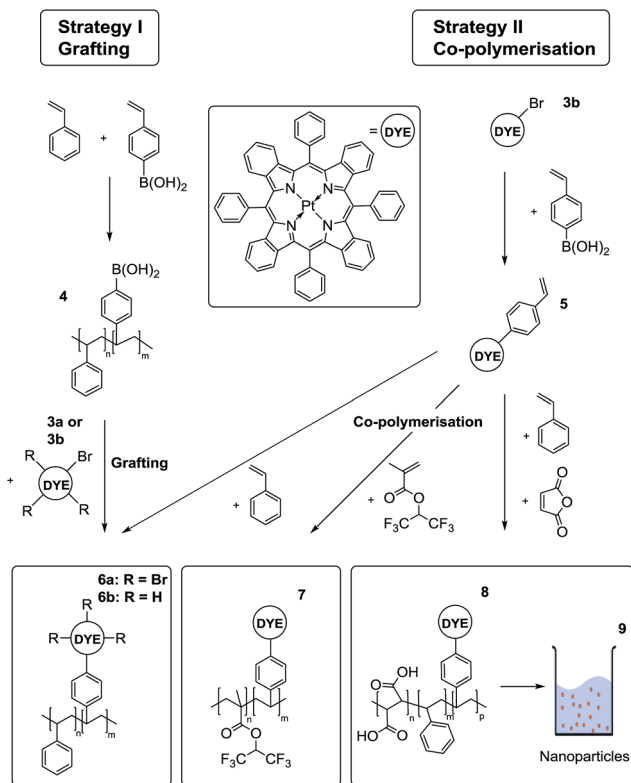 Strategy I
Grafting
Strategy II
Co-polymerisation
+
B(OH)2
= DYE
N
N
N
N
Pt
Br
3b
DYE
+
B(OH)2
B(OH)2
4
n
m
5
DYE
3a or
3b
R
Br
+
DYE
R
R
Grafting
Co-polymerisation
+
+
O
O
F3C
CF3
+
+
O
O
O
6a: R = Br
6b: R = H
R
R
DYE
R
n
m
7
DYE
n
m
O
O
F3C
CF3
8
DYE
O
OH
n
m
p
HO
O
9
Nanoparticles